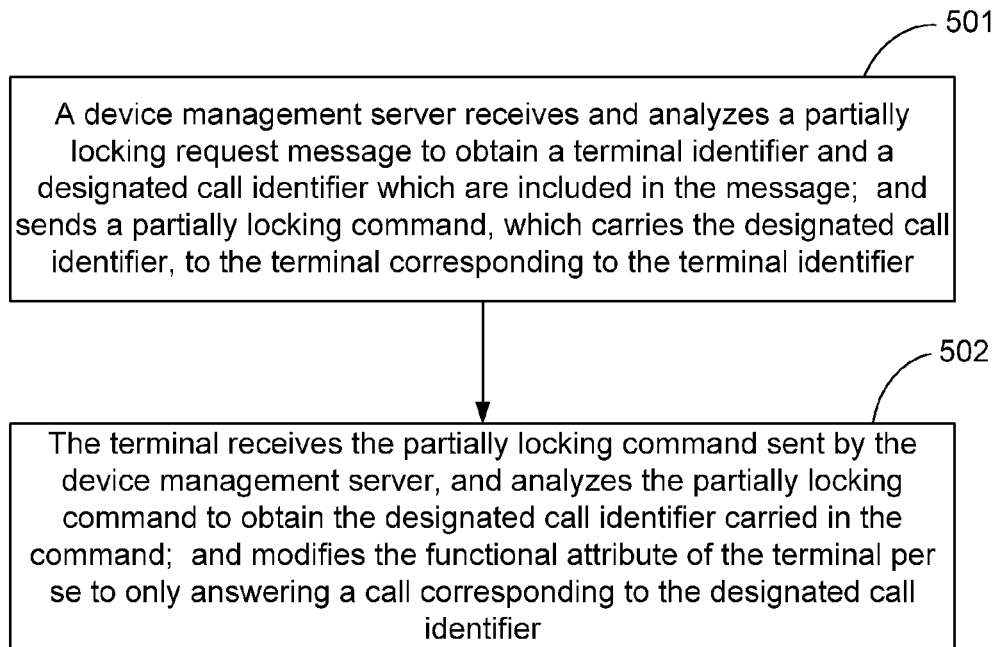 501
A device management server receives and analyzes a partially
locking request message to obtain a terminal identifier and a
designated call identifier which are included in the message; and
sends a partially locking command, which carries the designated call
identifier, to the terminal corresponding to the terminal identifier
502
The terminal receives the partially locking command sent by the
device management server, and analyzes the partially locking
command to obtain the designated call identifier carried in the
command; and modifies the functional attribute of the terminal per
se to only answering a call corresponding to the designated call
identifier